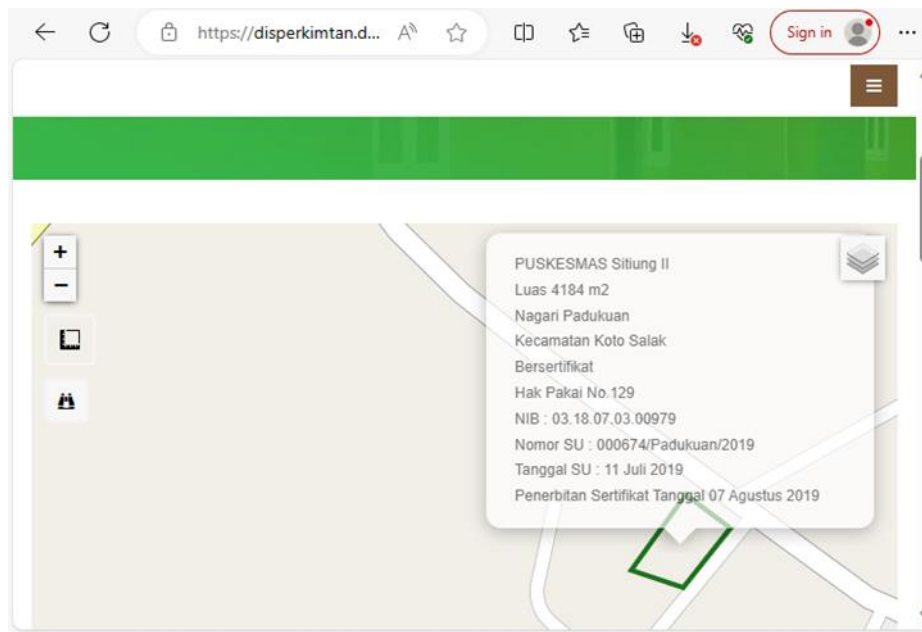 https://disperkimtan.d...
Sign in
+
−
PUSKESMAS Sitiung II
Luas 4184 m2
Nagari Padukuan
Kecamatan Koto Salak
Bersertifikat
Hak Pakai No.129
NIB : 03.18.07.03.00979
Nomor SU : 000674/Padukuan/2019
Tanggal SU : 11 Juli 2019
Penerbitan Sertifikat Tanggal 07 Agustus 2019